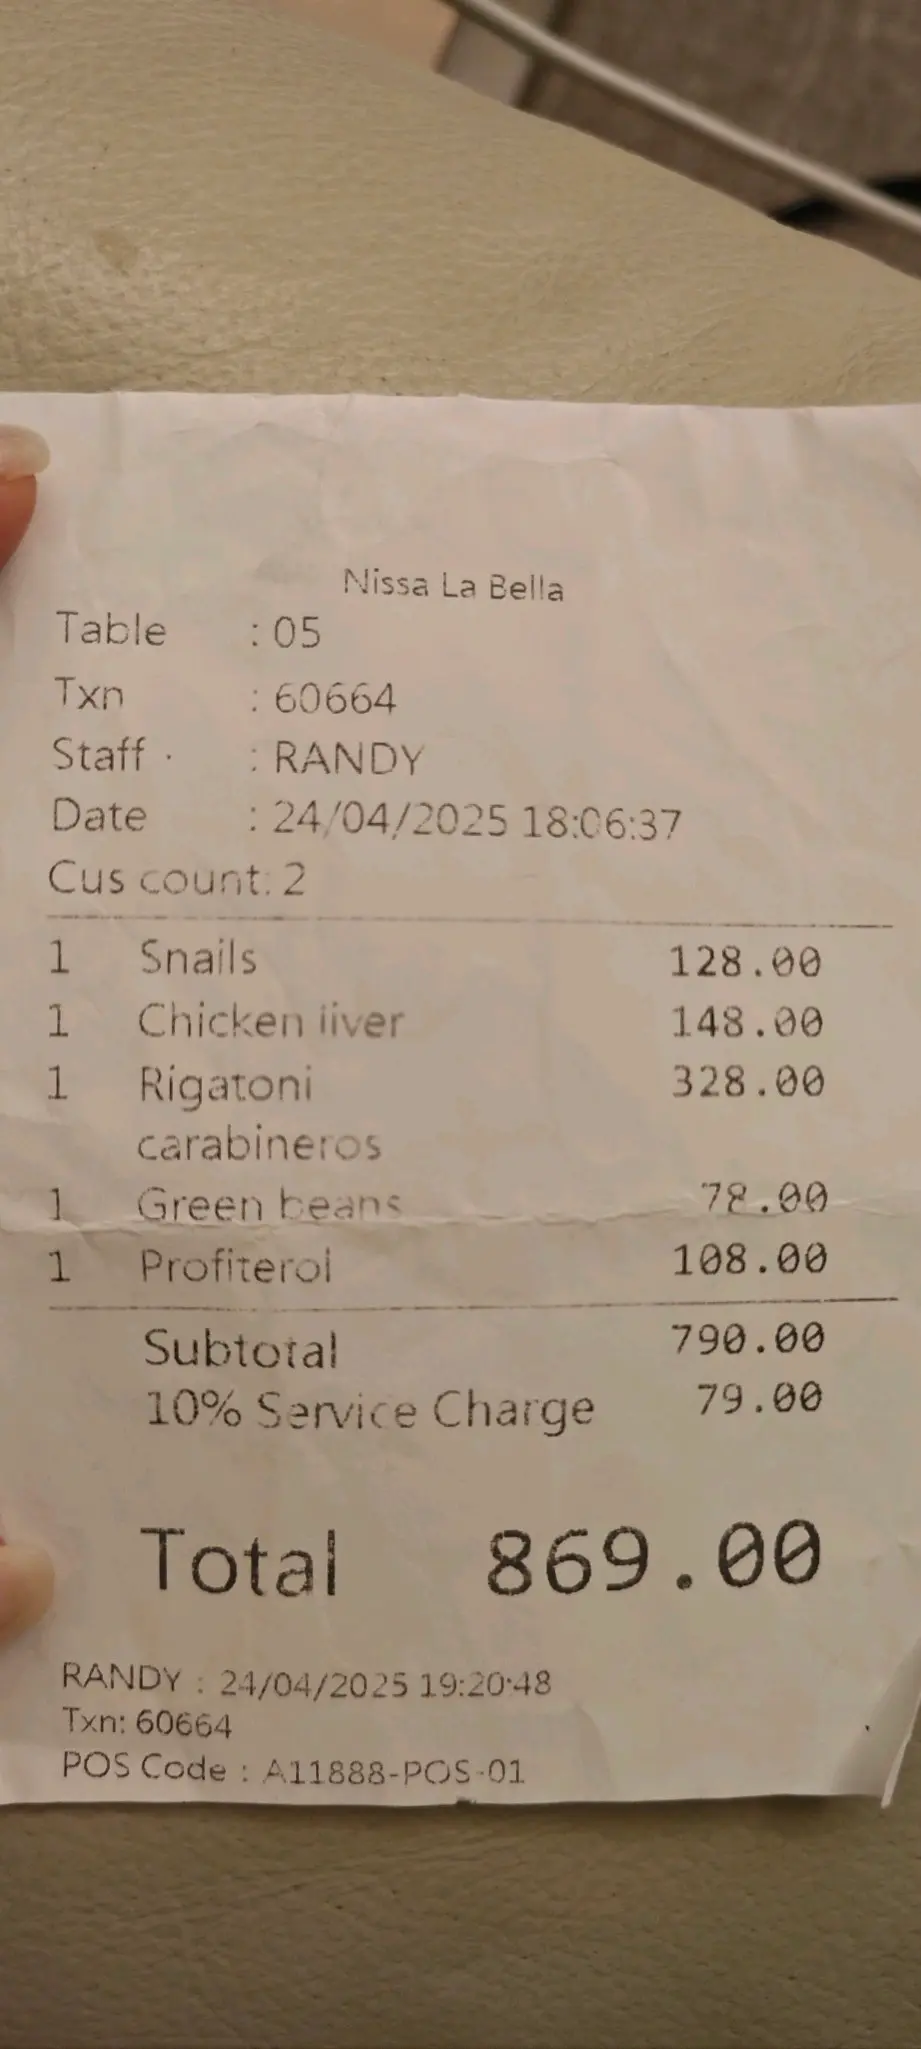 Nissa La Bella
Table : 05
Txn : 60664
Staff : RANDY
Date : 24/04/2025 18:06:37
Cus count: 2
1 Snails 128.00
1 Chicken liver 148.00
1 Rigatoni 328.00
carabineros
1 Green beans 78.00
1 Profiterol 108.00
Subtotal 790.00
10% Service Charge 79.00
Total 869.00
RANDY : 24/04/2025 19:20:48
Txn: 60664
POS Code : A11888-POS-01